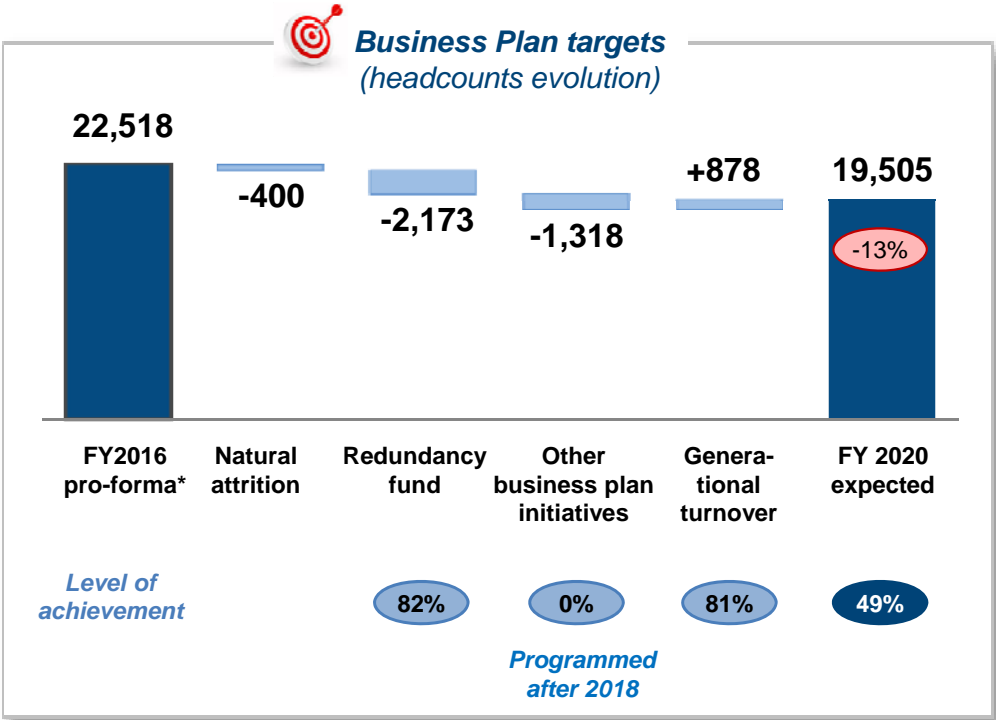 Business Plan targets
(headcounts evolution)
22,518
-400
-2,173
-1,318
+878
19,505
-13%
FY2016
pro-forma*
Natural
attrition
Redundancy
fund
Other
business plan
initiatives
Genera-
tional
turnover
FY 2020
expected
Level of
achievement
82%
0%
81%
49%
Programmed
after 2018